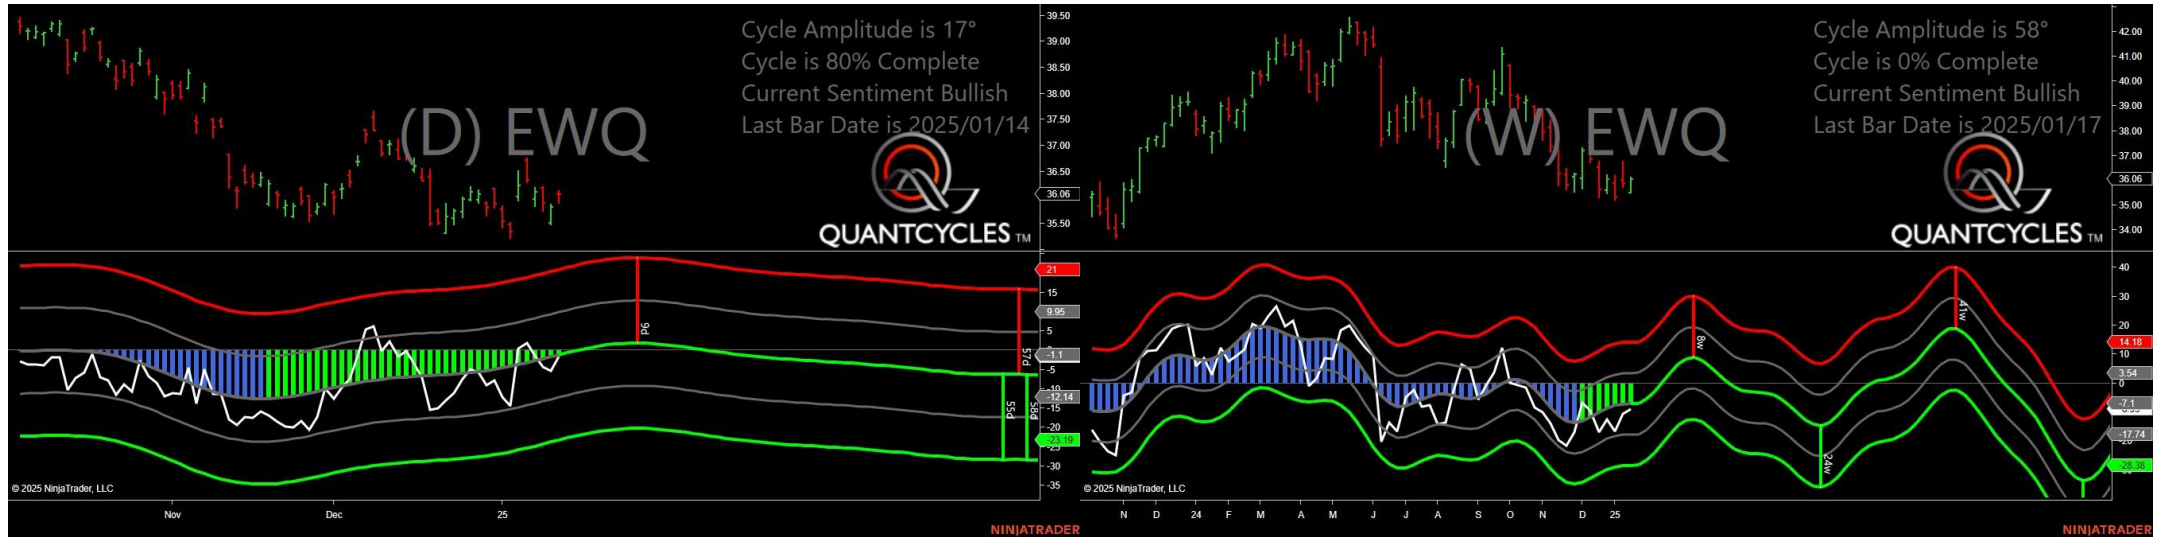 Cycle Amplitude is 17°
Cycle is 80% Complete
Current Sentiment Bullish
Last Bar Date is 2025/01/14
(D) EWQ
QUANTCYCLES TM
39.50
39.00
38.50
38.00
37.50
37.00
36.50
36.06
35.50
21
15
9.95
5
-1.1
-5
-10
-12.14
-15
-20
-23.19
-30
-35
9d
57d
55d
58d
© 2025 NinjaTrader, LLC
Nov
Dec
25
NINJATRADER
Cycle Amplitude is 58°
Cycle is 0% Complete
Current Sentiment Bullish
Last Bar Date is 2025/01/17
(W) EWQ
QUANTCYCLES TM
42.00
41.00
40.00
39.00
38.00
37.00
36.06
35.00
34.00
40
30
20
14.18
10
3.54
0
-7.1
-17.74
-28.38
8w
24w
41w
© 2025 NinjaTrader, LLC
N D 24 F M A M J J A S O N D 25
NINJATRADER